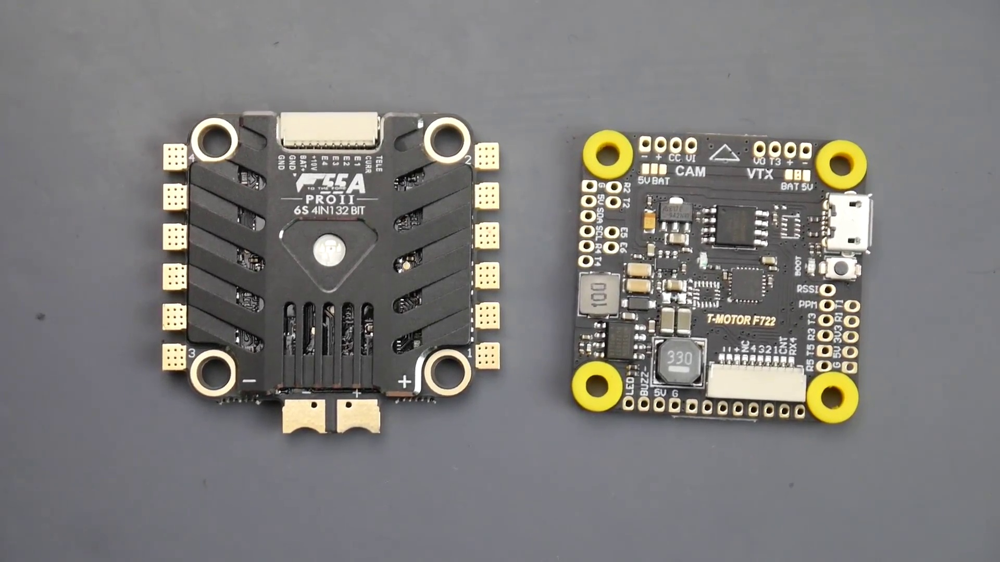 4
2
GND
GND
BAT+
+10V
E4
E3
E2
E1
CURR
TELE
F55A
TO THE FORE
PROII
6S 4IN1 32 BIT
3
1
-
+
-
+
- + CC VI
VO T3 + -
CAM
VTX
5V BAT
BAT 5V
G
5V
SDA
SCL
R4
T4
R2
T2
E5
E6
BOOT
100
RSSI
PPM
T3
R3
T5
R5
T1
R1
3V3
5V
G
T-MOTOR F722
+
NC
4
3
2
1
CNT
RX4
330
LED
BUZZ-
5V G